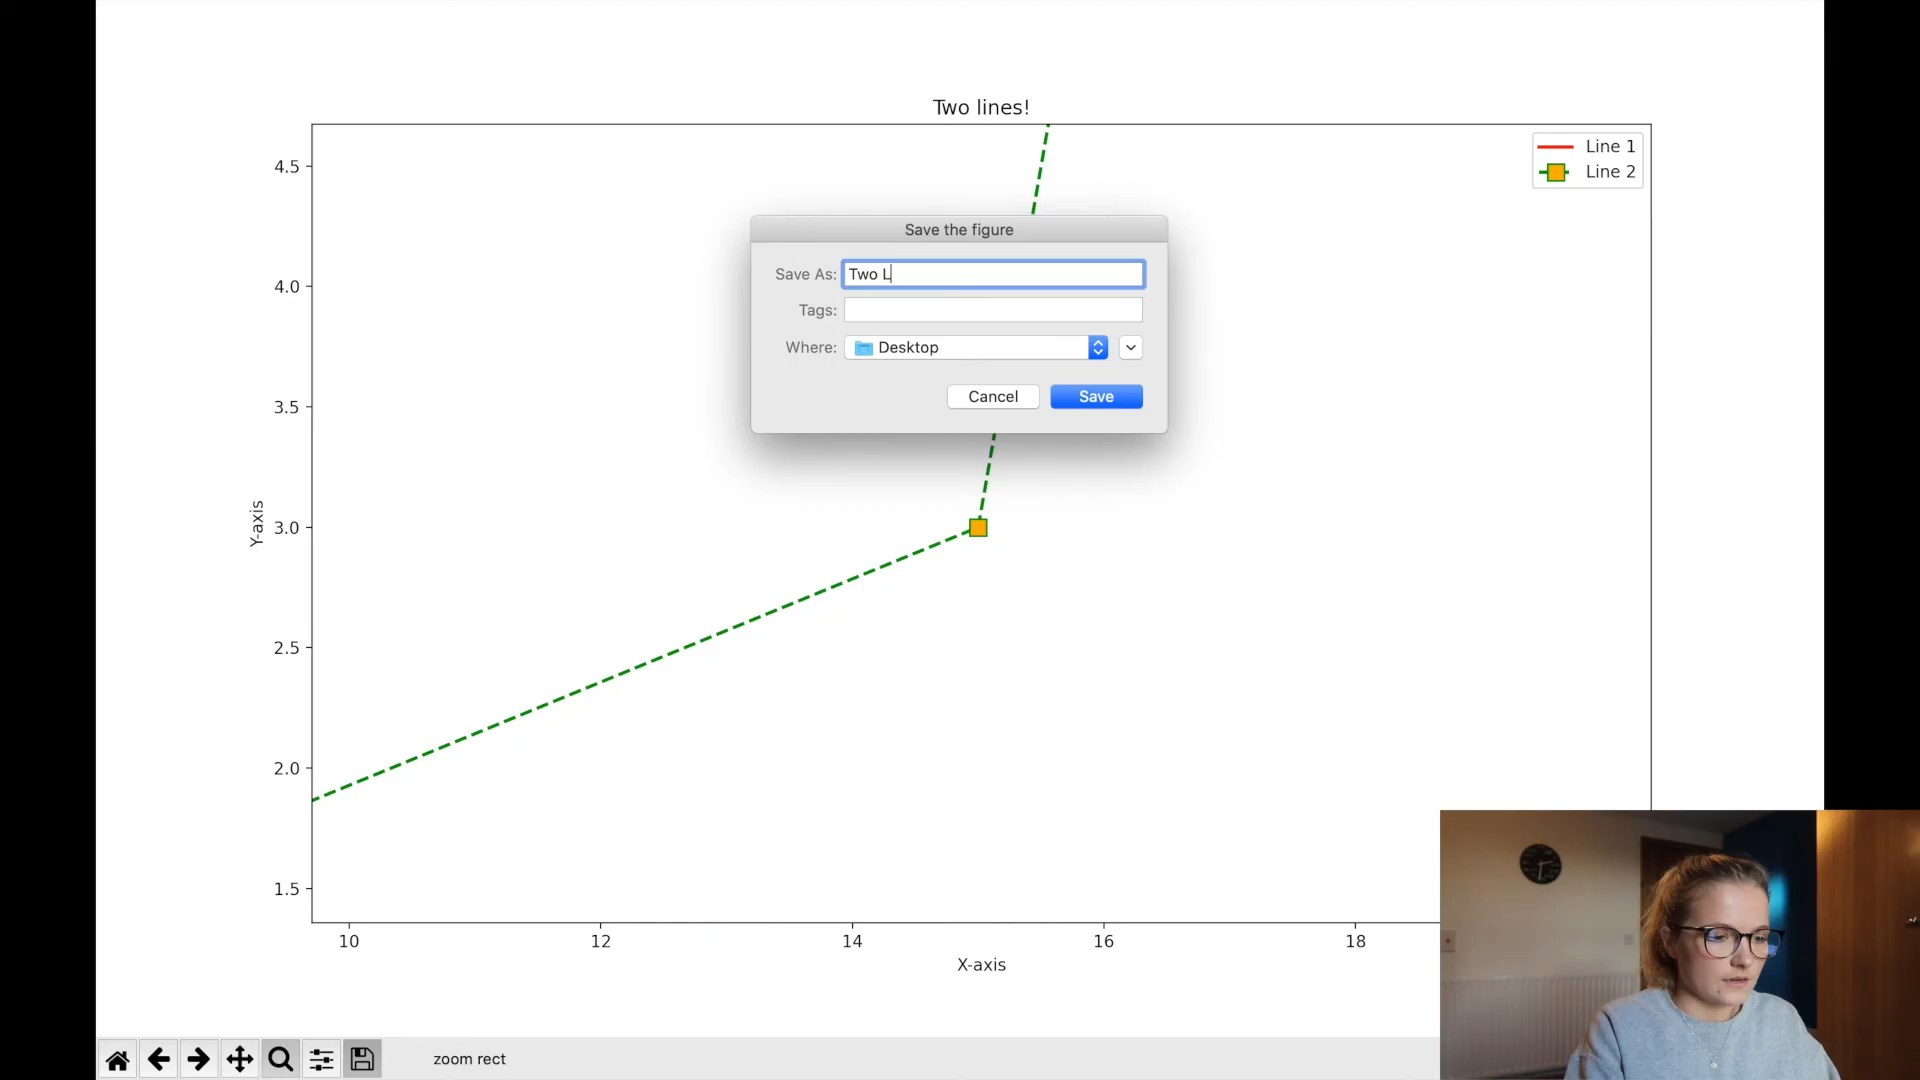 Two lines!
Line 1
Line 2
Save the figure
Save As: Two L
Tags:
Where: Desktop
Cancel
Save
4.5
4.0
3.5
3.0
2.5
2.0
1.5
Y-axis
10
12
14
16
18
X-axis
zoom rect